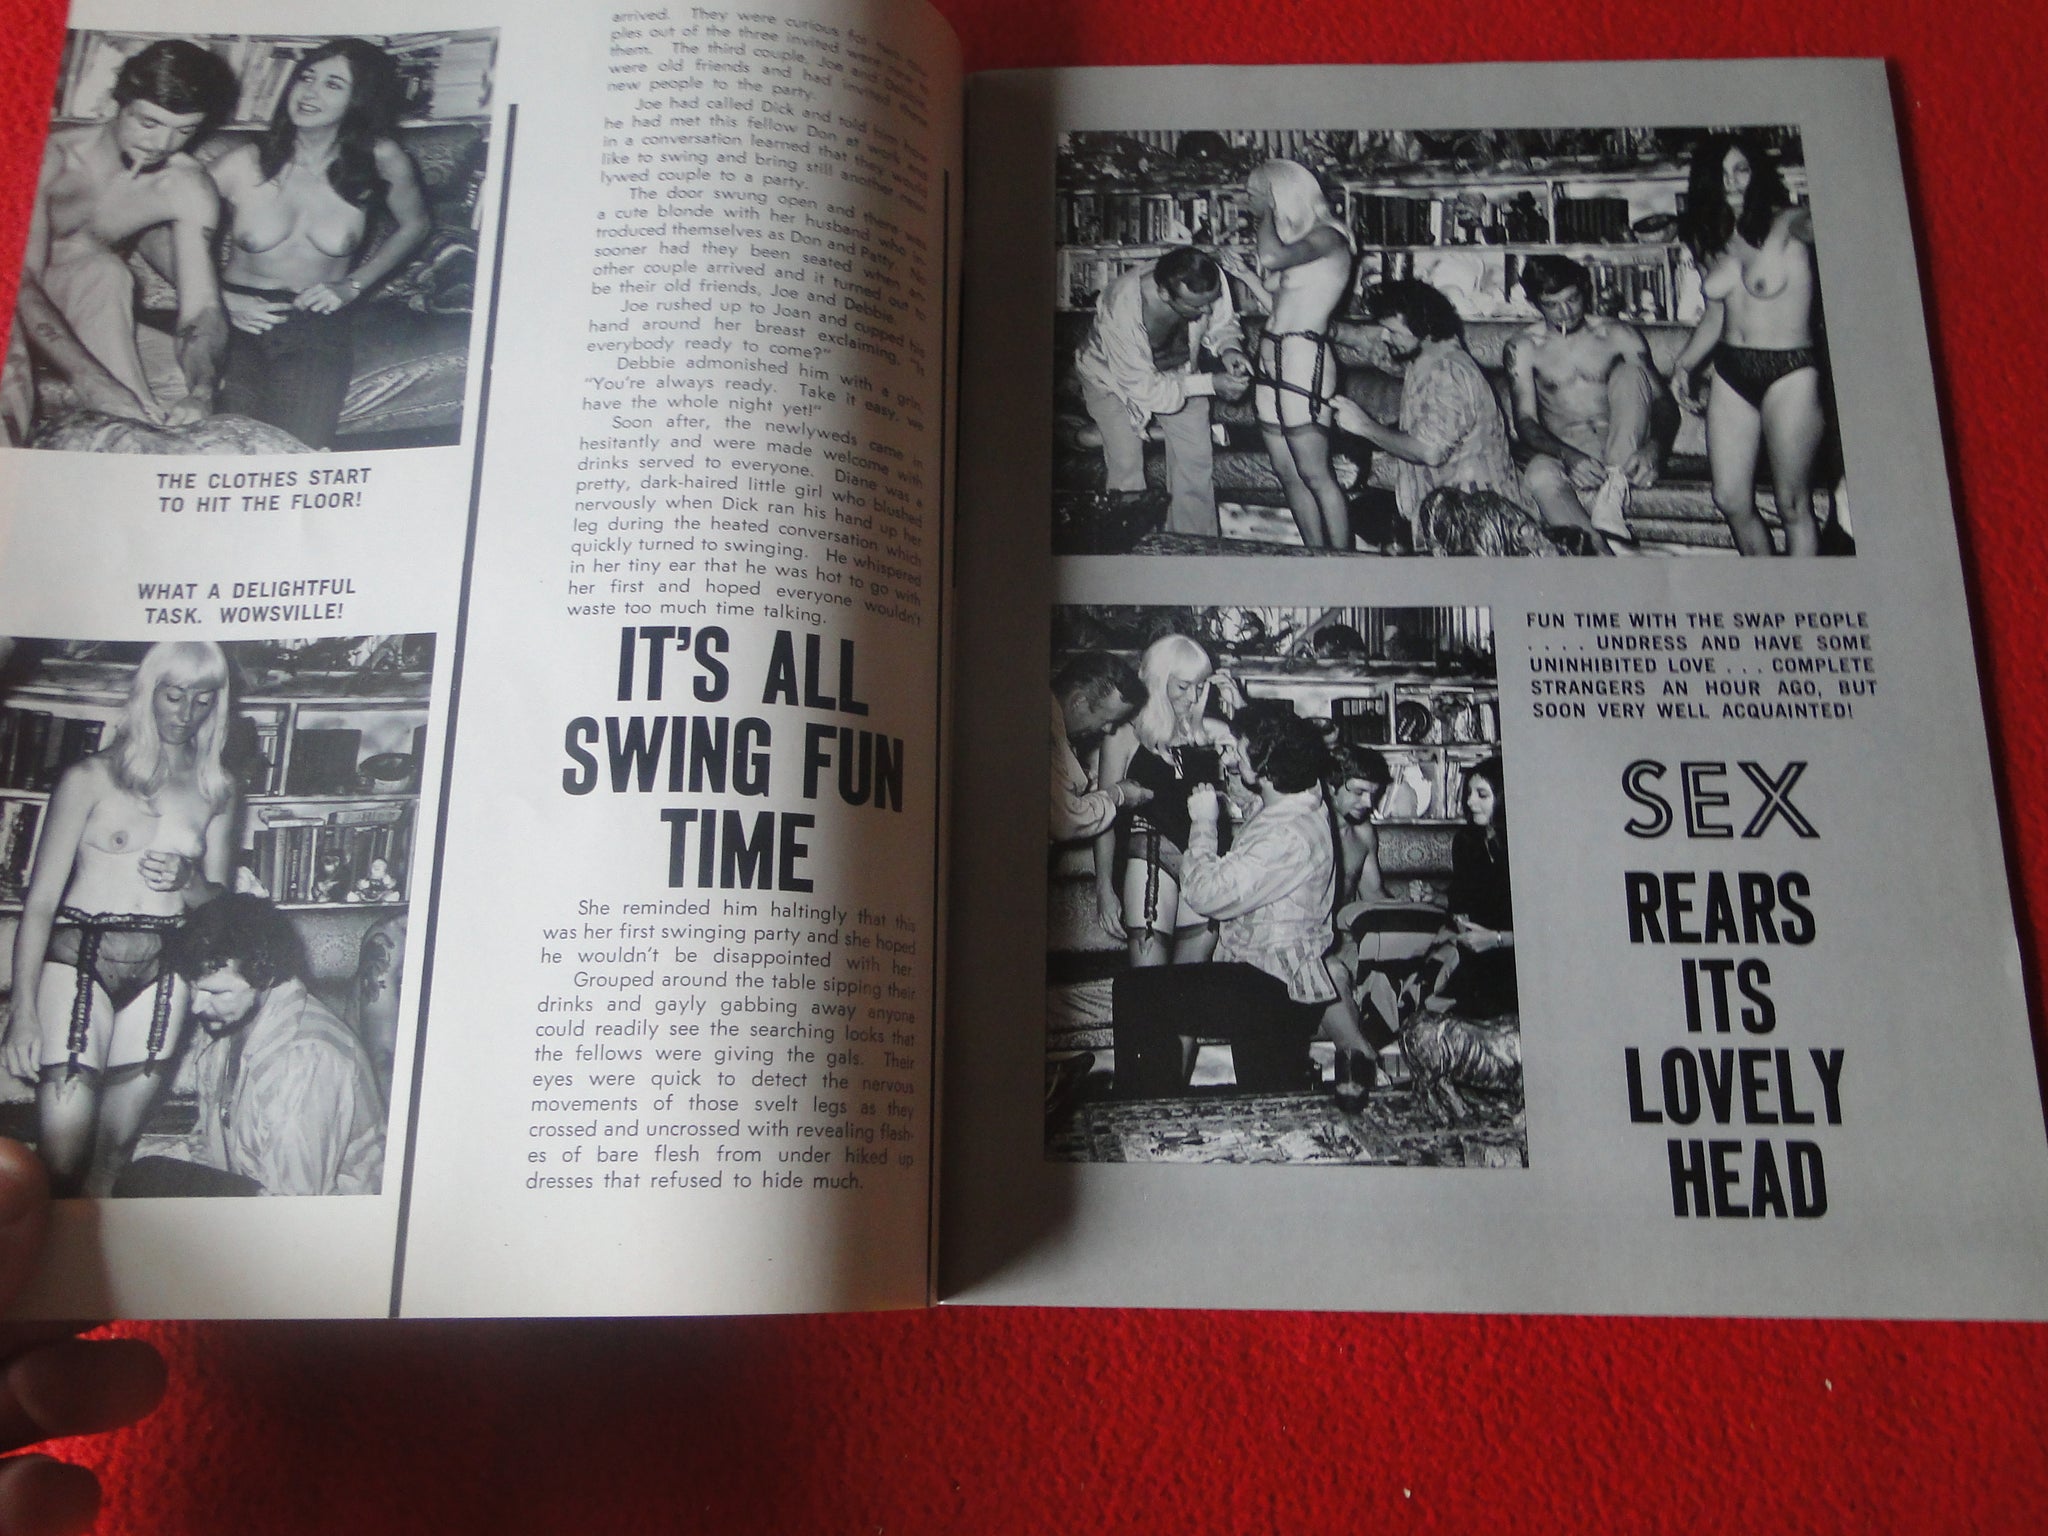 THE CLOTHES START
TO HIT THE FLOOR!
WHAT A DELIGHTFUL
TASK. WOWSVILLE!
arrived. They were curious for two cou-
ples out of the three invited were new to
them. The third couple, Joe and Debbie,
were old friends and had invited these
new people to the party.
Joe had called Dick and told him how
he had met this fellow Don at work and
in a conversation learned that they would
like to swing and bring still another new-
lywed couple to a party.
The door swung open and there was
a cute blonde with her husband who in-
troduced themselves as Don and Patty. No
sooner had they been seated when an-
other couple arrived and it turned out to
be their old friends, Joe and Debbie.
Joe rushed up to Joan and cupped his
hand around her breast exclaiming, "Is
everybody ready to come?"
Debbie admonished him with a grin,
"You're always ready. Take it easy, we
have the whole night yet!"
Soon after, the newlyweds came in
hesitantly and were made welcome with
drinks served to everyone. Diane was a
pretty, dark-haired little girl who blushed
nervously when Dick ran his hand up her
leg during the heated conversation which
quickly turned to swinging. He whispered
in her tiny ear that he was hot to go with
her first and hoped everyone wouldn't
waste too much time talking.
IT'S ALL
SWING FUN
TIME
She reminded him haltingly that this
was her first swinging party and she hoped
he wouldn't be disappointed with her.
Grouped around the table sipping their
drinks and gayly gabbing away anyone
could readily see the searching looks that
the fellows were giving the gals. Their
eyes were quick to detect the nervous
movements of those svelt legs as they
crossed and uncrossed with revealing flash-
es of bare flesh from under hiked up
dresses that refused to hide much.
FUN TIME WITH THE SWAP PEOPLE
. . . . UNDRESS AND HAVE SOME
UNINHIBITED LOVE . . . COMPLETE
STRANGERS AN HOUR AGO, BUT
SOON VERY WELL ACQUAINTED!
SEX
REARS
ITS
LOVELY
HEAD